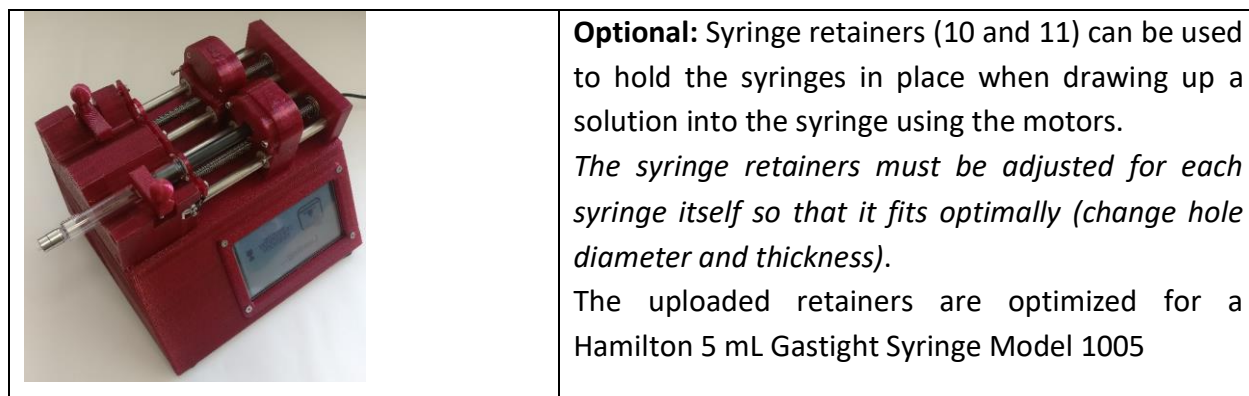 Optional: Syringe retainers (10 and 11) can be used
to hold the syringes in place when drawing up a
solution into the syringe using the motors.
The syringe retainers must be adjusted for each
syringe itself so that it fits optimally (change hole
diameter and thickness).
The uploaded retainers are optimized for a
Hamilton 5 mL Gastight Syringe Model 1005